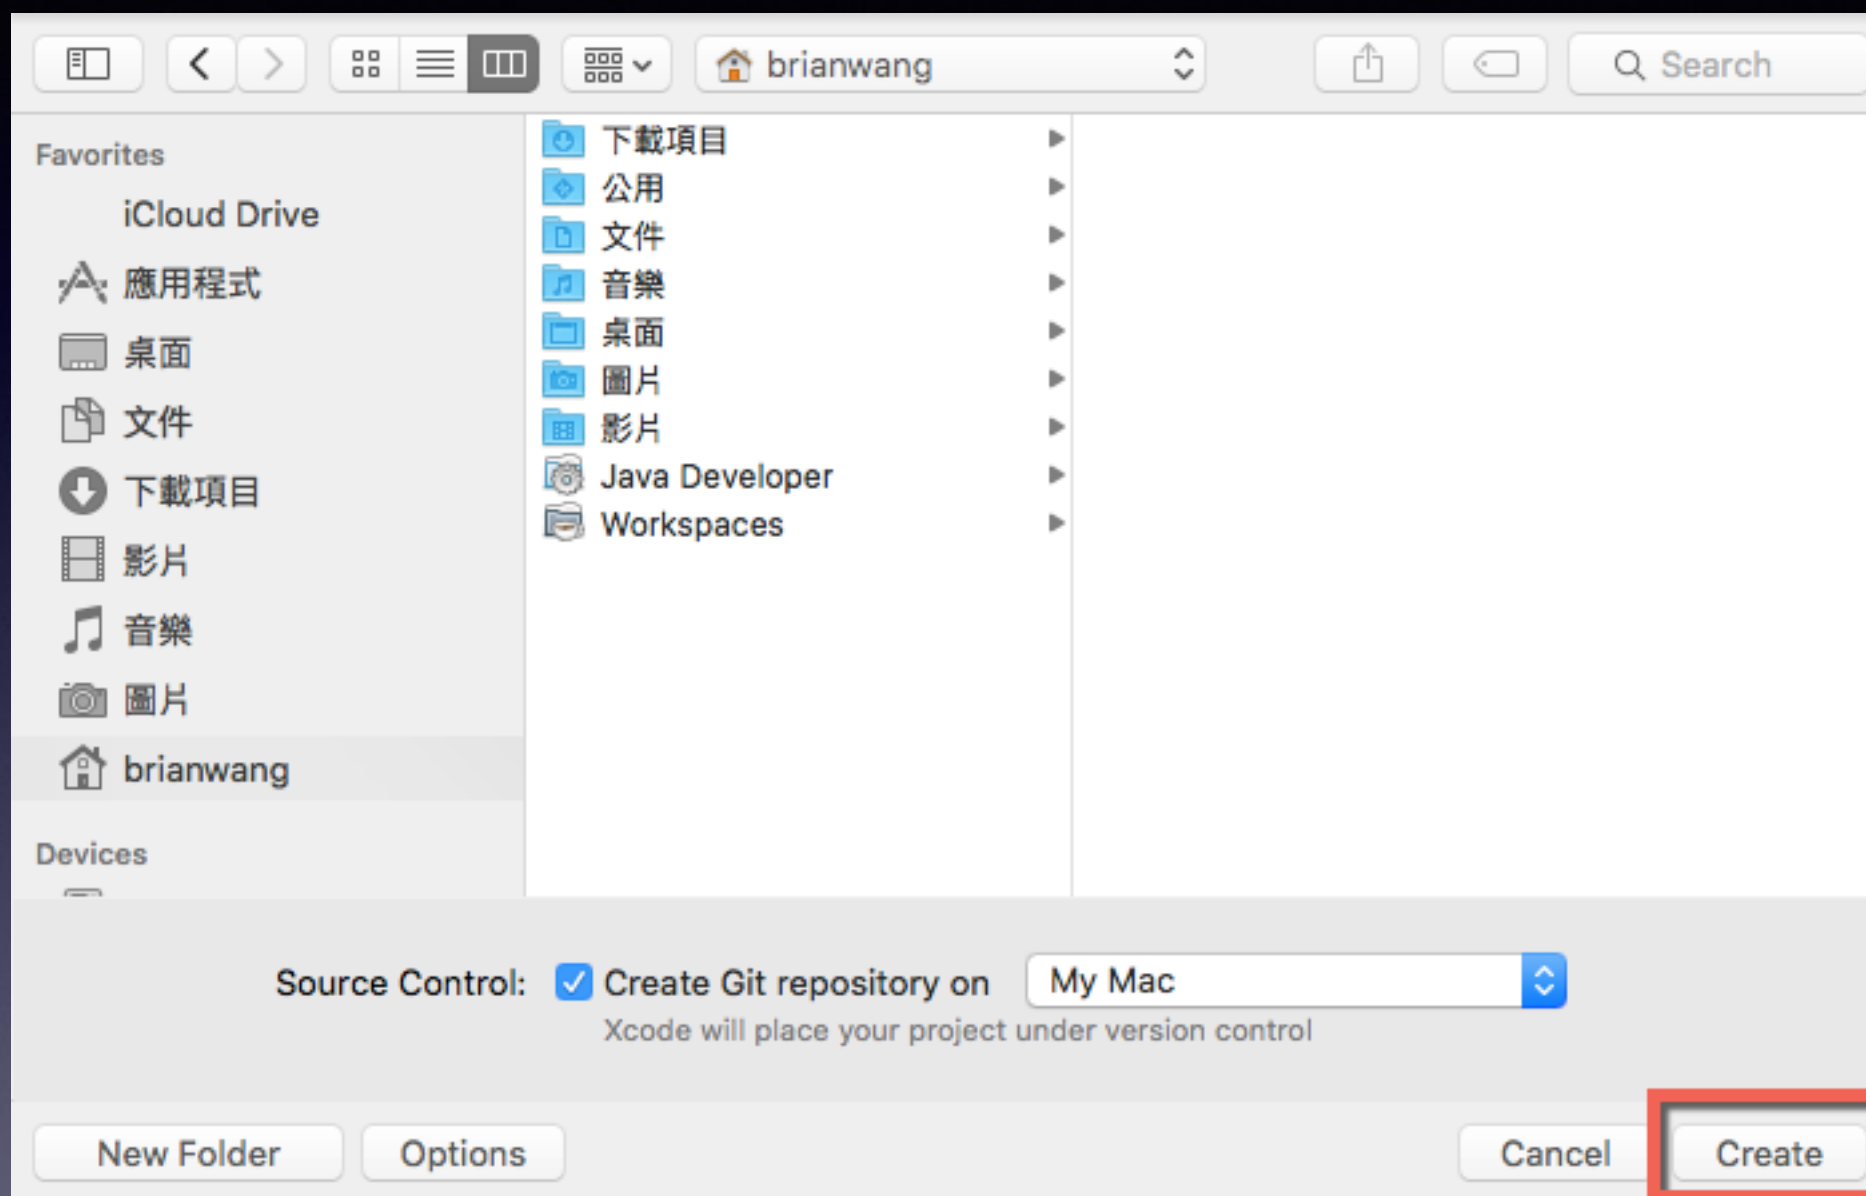 brianwang
Search
Favorites
iCloud Drive
應用程式
桌面
文件
下載項目
影片
音樂
圖片
brianwang
Devices
下載項目
公用
文件
音樂
桌面
圖片
影片
Java Developer
Workspaces
Source Control: Create Git repository on My Mac
Xcode will place your project under version control
New Folder Options Cancel Create